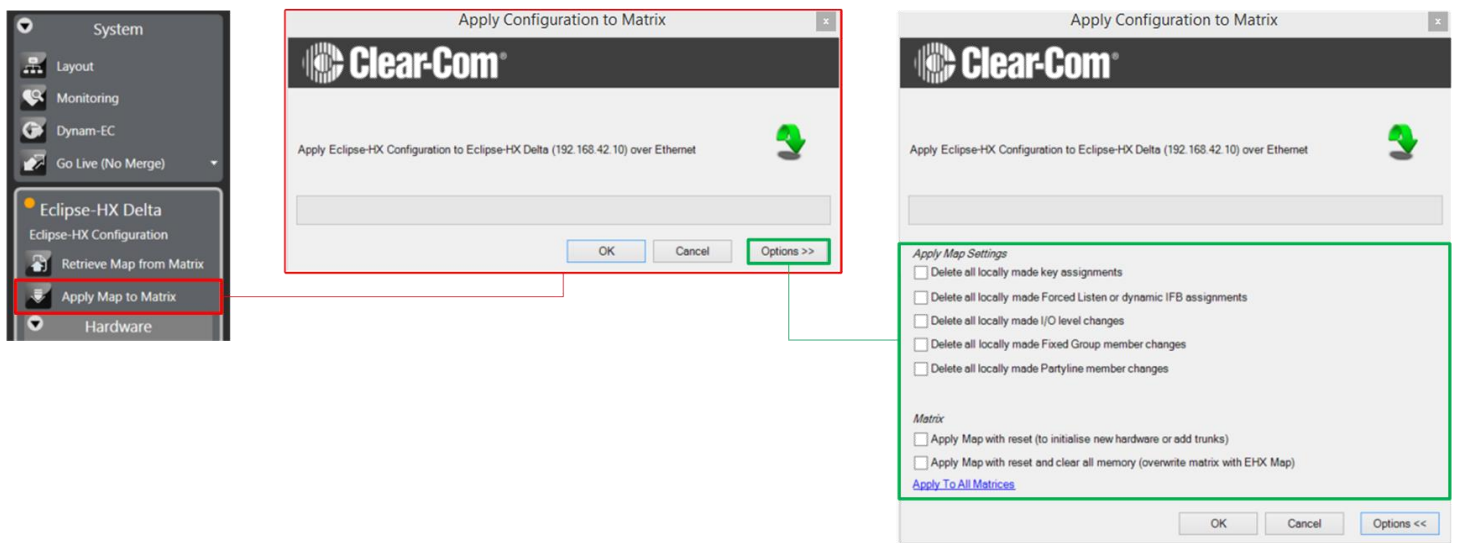 System
Layout
Monitoring
Dynam-EC
Go Live (No Merge)
Eclipse-HX Delta
Eclipse-HX Configuration
Retrieve Map from Matrix
Apply Map to Matrix
Hardware
Apply Configuration to Matrix
x
Clear-Com®
Apply Eclipse-HX Configuration to Eclipse-HX Delta (192.168.42.10) over Ethernet
OK Cancel Options >>
Apply Configuration to Matrix
x
Clear-Com®
Apply Eclipse-HX Configuration to Eclipse-HX Delta (192.168.42.10) over Ethernet
Apply Map Settings
Delete all locally made key assignments
Delete all locally made Forced Listen or dynamic IFB assignments
Delete all locally made I/O level changes
Delete all locally made Fixed Group member changes
Delete all locally made Partyline member changes
Matrix
Apply Map with reset (to initialise new hardware or add trunks)
Apply Map with reset and clear all memory (overwrite matrix with EHX Map)
Apply To All Matrices
OK Cancel Options <<